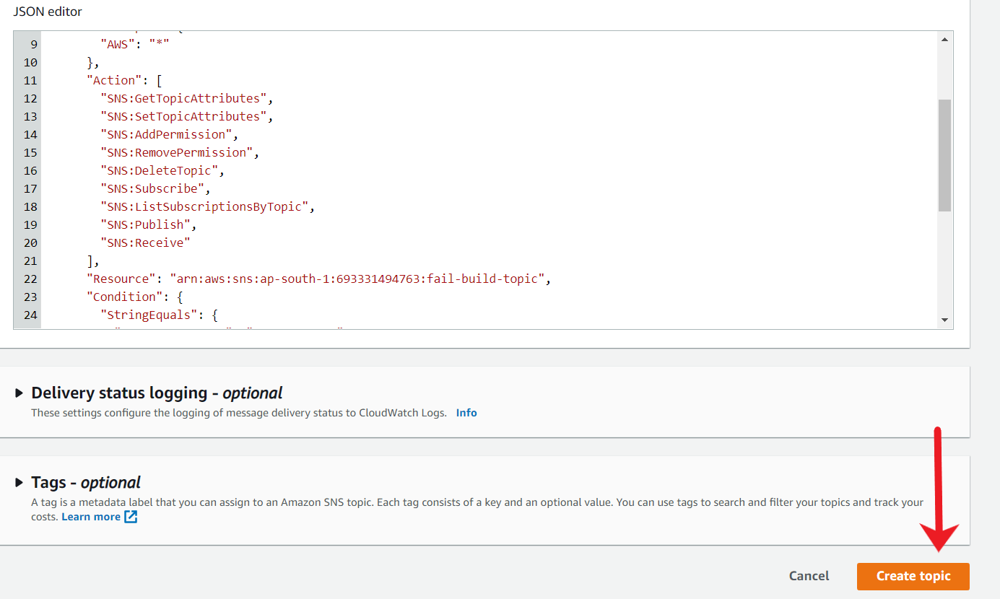 JSON editor
9 "AWS": "*"
10 },
11 "Action": [
12 "SNS:GetTopicAttributes",
13 "SNS:SetTopicAttributes",
14 "SNS:AddPermission",
15 "SNS:RemovePermission",
16 "SNS:DeleteTopic",
17 "SNS:Subscribe",
18 "SNS:ListSubscriptionsByTopic",
19 "SNS:Publish",
20 "SNS:Receive"
21 ],
22 "Resource": "arn:aws:sns:ap-south-1:693331494763:fail-build-topic",
23 "Condition": {
24 "StringEquals": {
Delivery status logging - optional
These settings configure the logging of message delivery status to CloudWatch Logs. Info
Tags - optional
A tag is a metadata label that you can assign to an Amazon SNS topic. Each tag consists of a key and an optional value. You can use tags to search and filter your topics and track your
costs. Learn more
Cancel Create topic